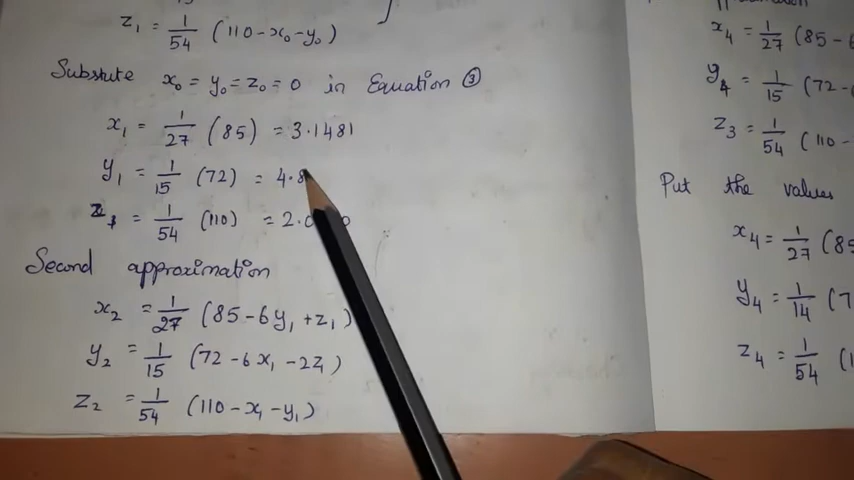 z₁ = 1/54 (110 - x₀ - y₀)
Substute x₀ = y₀ = z₀ = 0 in Equation ③
x₁ = 1/27 (85) = 3.1481
y₁ = 1/15 (72) = 4.8
z₁ = 1/54 (110) = 2.0
Second approximation
x₂ = 1/27 (85 - 6y₁ + z₁)
y₂ = 1/15 (72 - 6x₁ - 2z₁)
z₂ = 1/54 (110 - x₁ - y₁)
x₄ = 1/27 (85 - 6
y₄ = 1/15 (72 -
z₃ = 1/54 (110 -
Put the values
x₄ = 1/27 (85
y₄ = 1/14 (7
z₄ = 1/54 (1